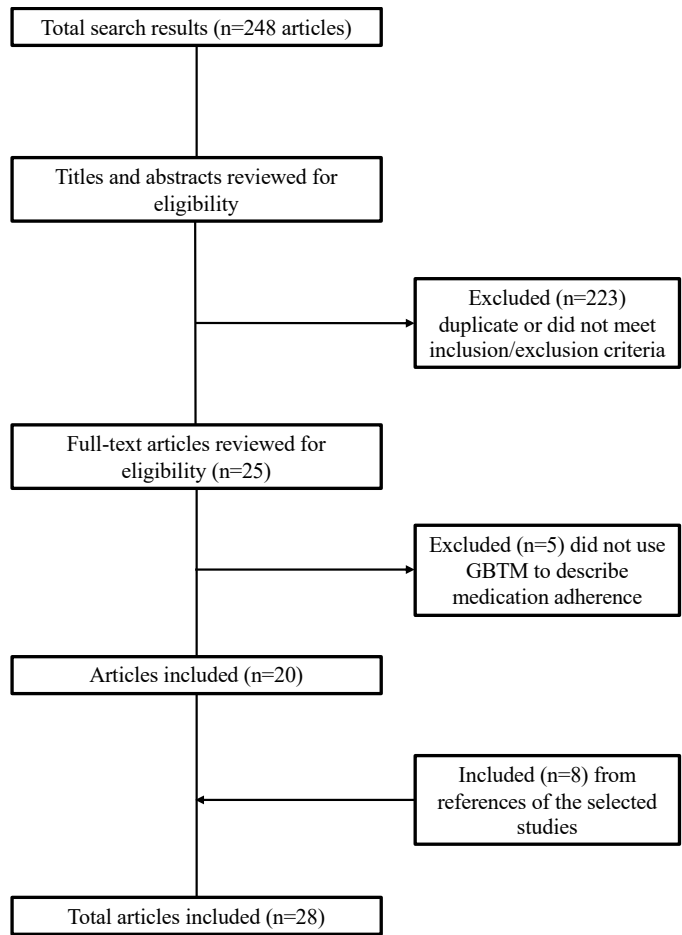 Total search results (n=248 articles)
Titles and abstracts reviewed for
eligibility
Excluded (n=223)
duplicate or did not meet
inclusion/exclusion criteria
Full-text articles reviewed for
eligibility (n=25)
Excluded (n=5) did not use
GBTM to describe
medication adherence
Articles included (n=20)
Included (n=8) from
references of the selected
studies
Total articles included (n=28)